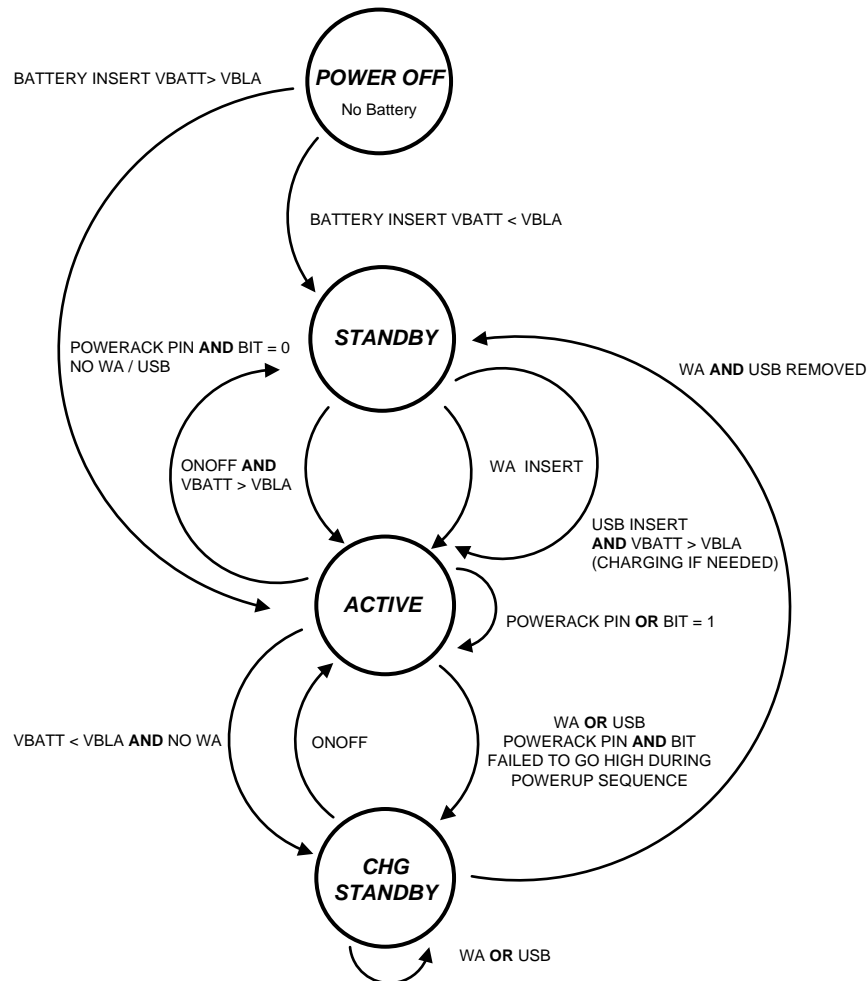 POWER OFF
No Battery
BATTERY INSERT VBATT> VBLA
BATTERY INSERT VBATT < VBLA
STANDBY
POWERACK PIN AND BIT = 0
NO WA / USB
WA AND USB REMOVED
ONOFF AND
VBATT > VBLA
WA INSERT
USB INSERT
AND VBATT > VBLA
(CHARGING IF NEEDED)
ACTIVE
POWERACK PIN OR BIT = 1
VBATT < VBLA AND NO WA
ONOFF
WA OR USB
POWERACK PIN AND BIT
FAILED TO GO HIGH DURING
POWERUP SEQUENCE
CHG
STANDBY
WA OR USB